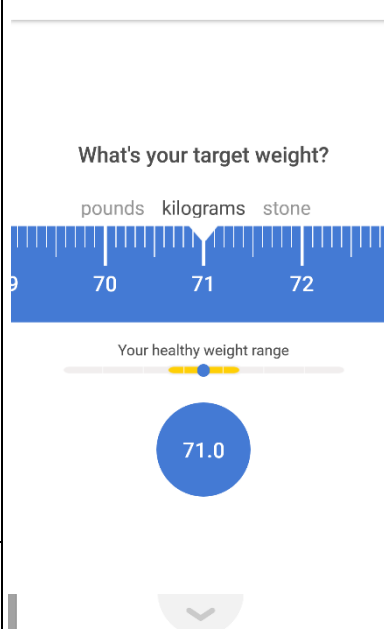 What's your target weight?
pounds kilograms stone
9 70 71 72
Your healthy weight range
71.0